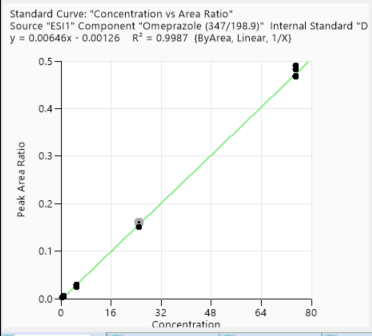 Standard Curve: "Concentration vs Area Ratio"
Source "ESI1" Component "Omeprazole (347/198.9)" Internal Standard "D
y = 0.00646x - 0.00126 R² = 0.9987 (ByArea, Linear, 1/X)
0.5
0.4
0.3
0.2
0.1
0.0
Peak Area Ratio
0 16 32 48 64 80
Concentration